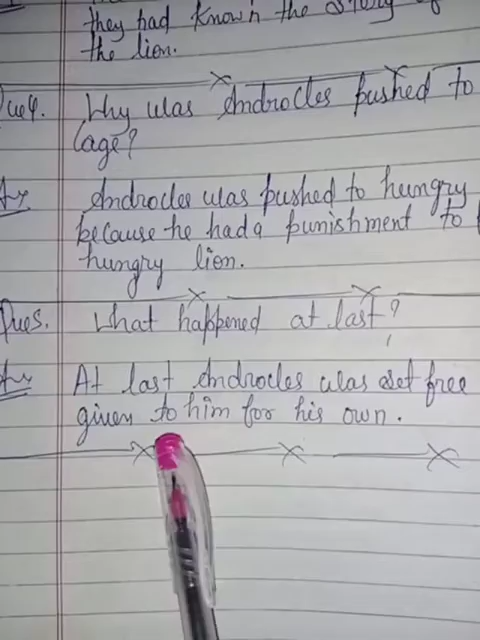 they had known the story of
the lion.
Que4. Why was Androcles pushed to
cage?
Ans Androcles was pushed to hungry
because he had a punishment to
hungry lion.
Ques. What happened at last?
Ans At last Androcles was set free
given to him for his own.